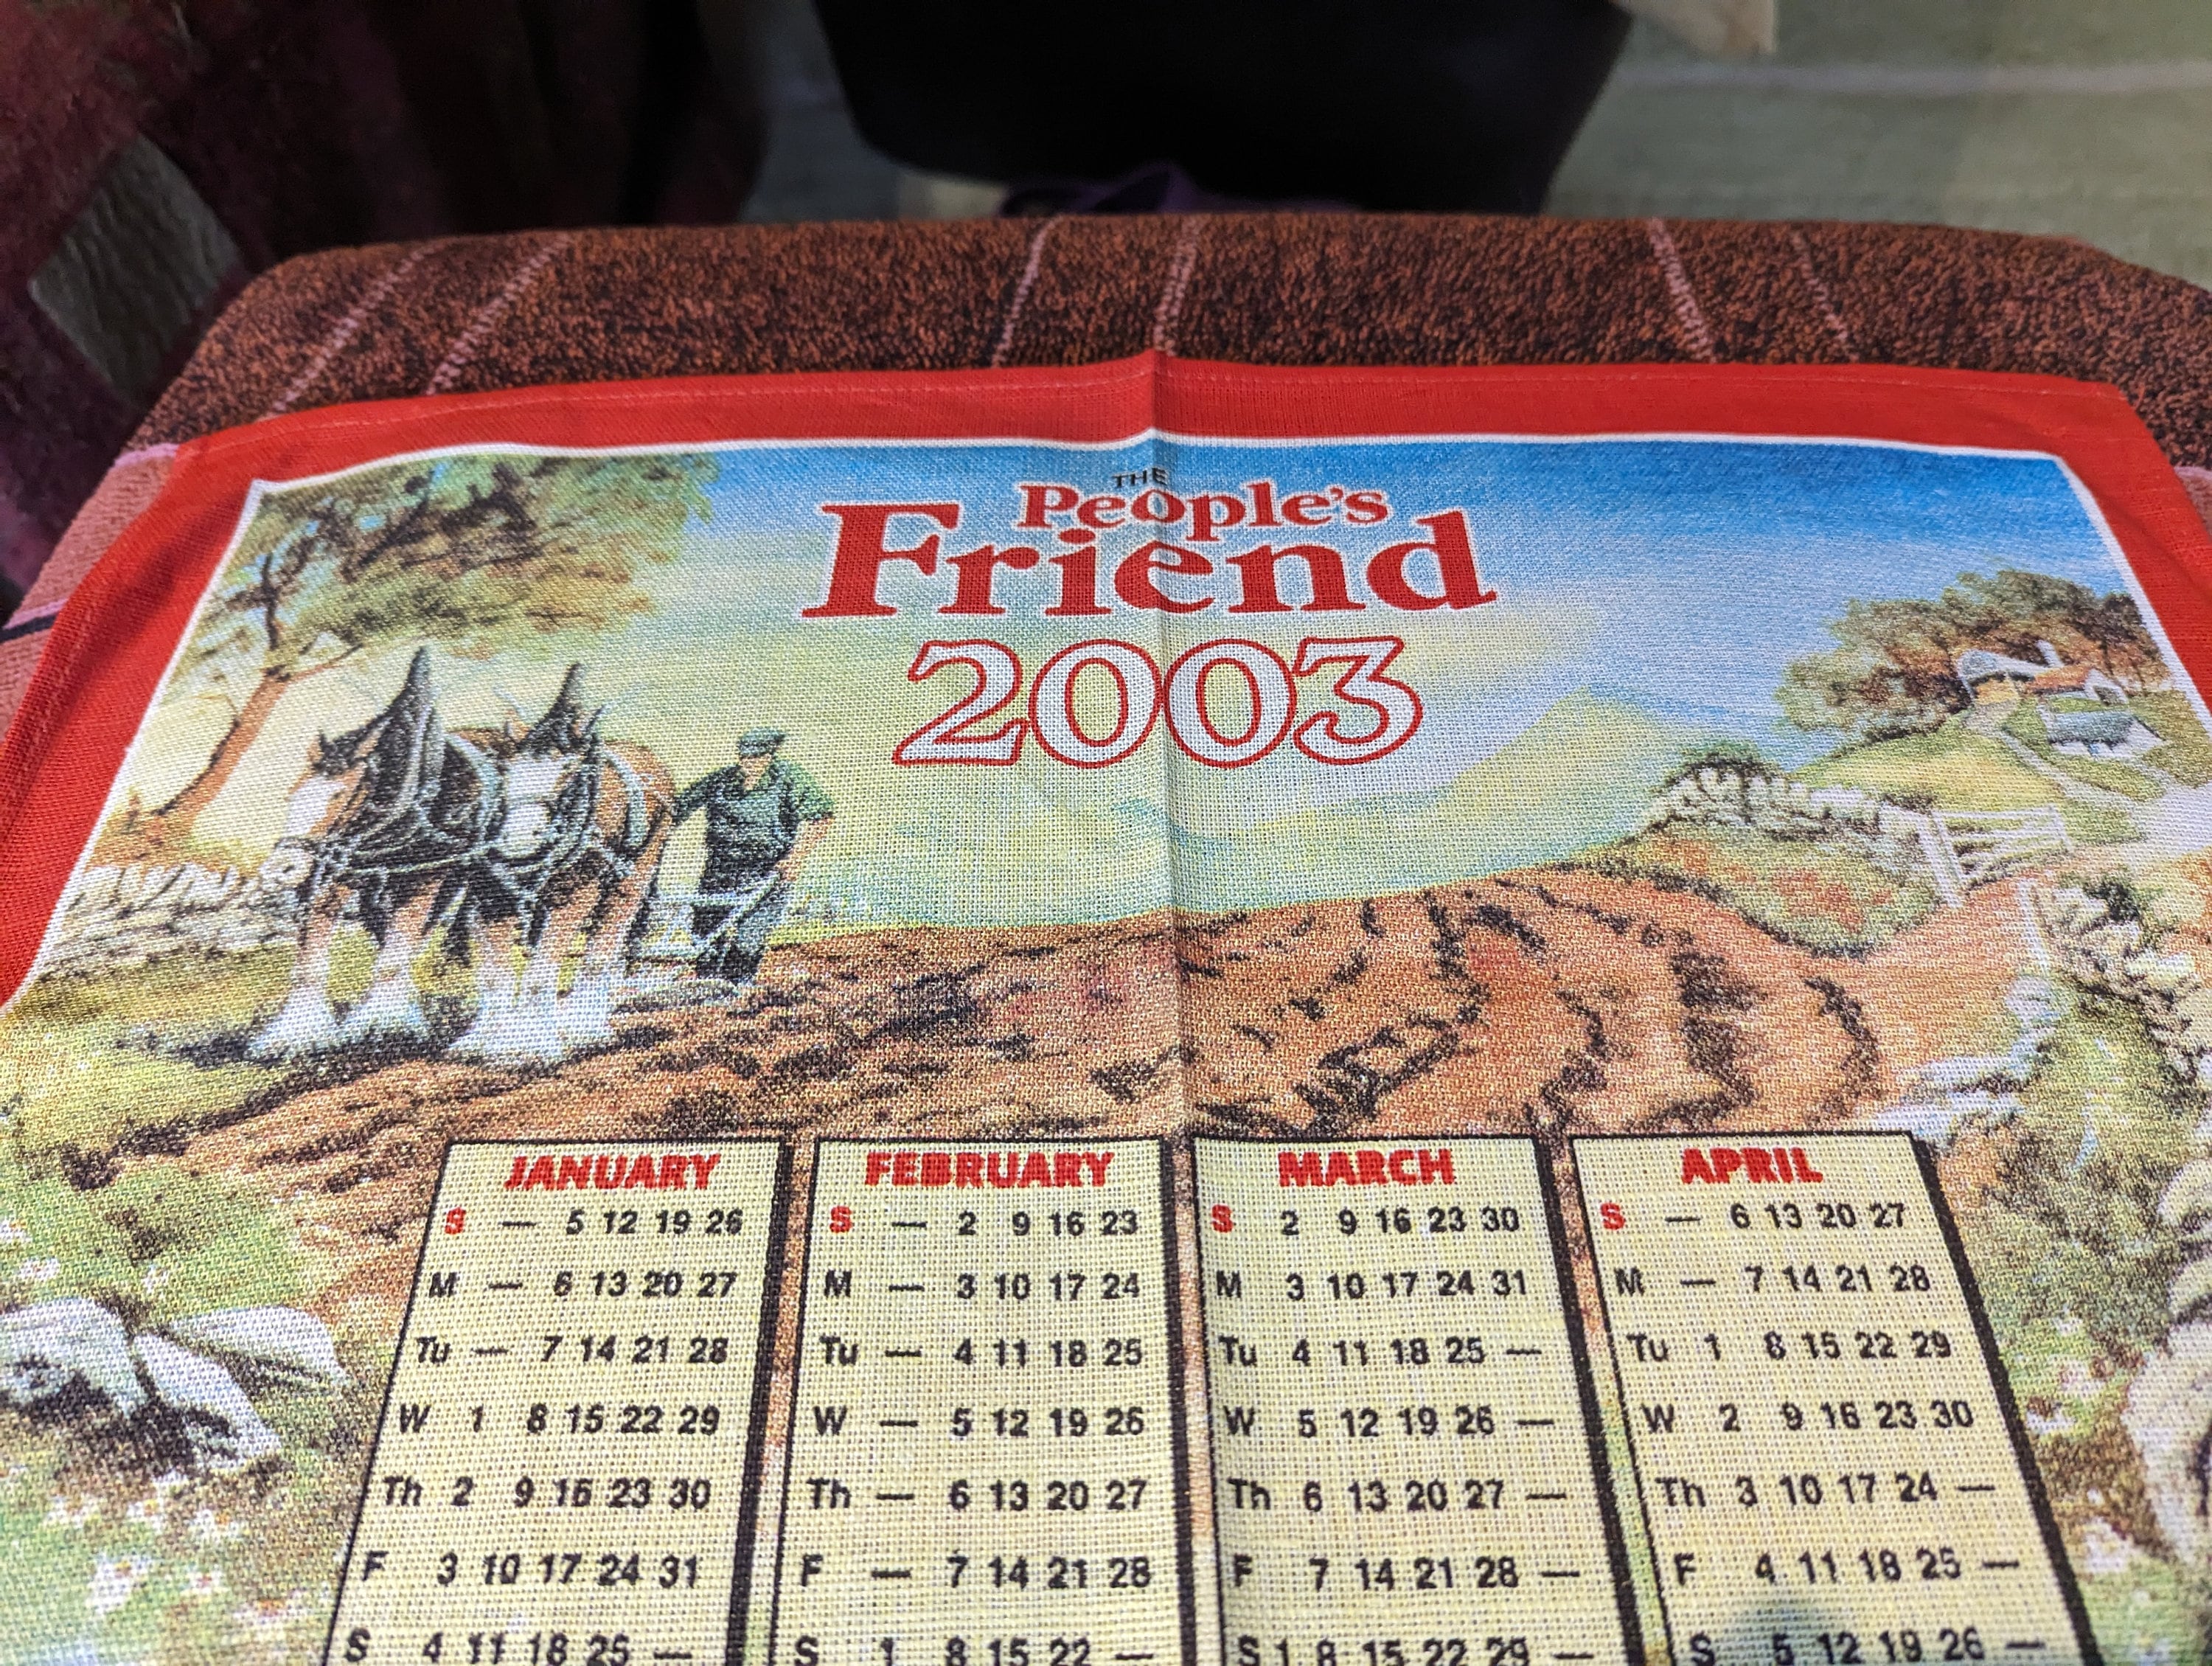 THE
People's
Friend
2003
JANUARY FEBRUARY MARCH APRIL
S — 5 12 19 26 S — 2 9 16 23 S 2 9 16 23 30 S — 6 13 20 27
M — 6 13 20 27 M — 3 10 17 24 M 3 10 17 24 31 M — 7 14 21 28
Tu — 7 14 21 28 Tu — 4 11 18 25 Tu 4 11 18 25 — Tu 1 8 15 22 29
W 1 8 15 22 29 W — 5 12 19 26 W 5 12 19 26 — W 2 9 16 23 30
Th 2 9 16 23 30 Th — 6 13 20 27 Th 6 13 20 27 — Th 3 10 17 24 —
F 3 10 17 24 31 F — 7 14 21 28 F 7 14 21 28 — F 4 11 18 25 —
S 4 11 18 25 — S 1 8 15 22 — S 1 8 15 22 29 S 5 12 19 26 —